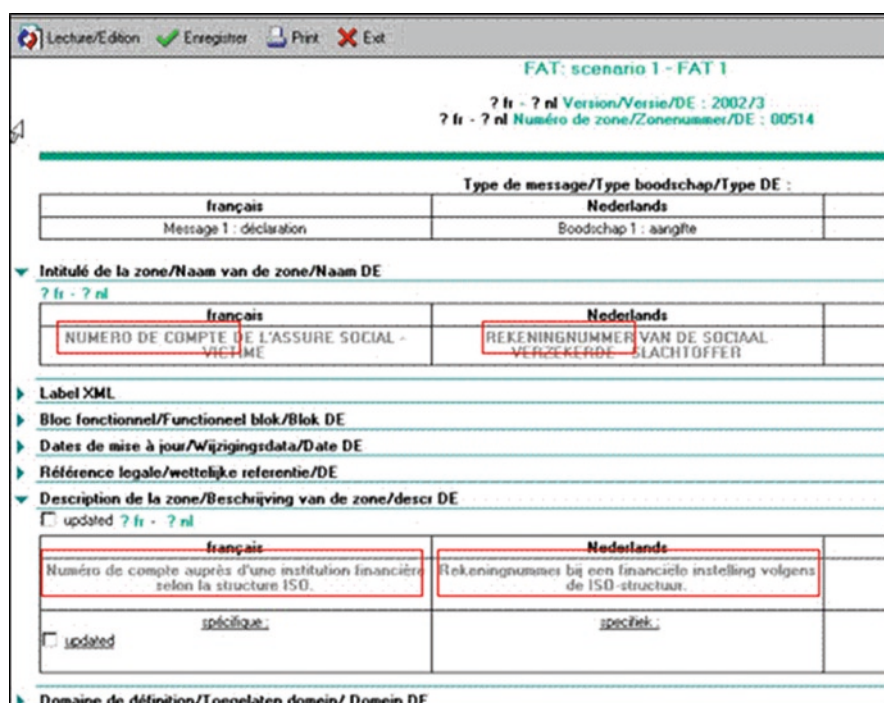 Lecture/Edition Enregistrer Print Exit
FAT: scenario 1 - FAT 1
? fr - ? nl Version/Versie/DE : 2002/3
? fr - ? nl Numéro de zone/Zonenummer/DE : 00514
Type de message/Type boodschap/Type DE :
français Nederlands
Message 1 : déclaration Boodschap 1 : aangifte
Intitulé de la zone/Naam van de zone/Naam DE
? fr - ? nl
français Nederlands
NUMERO DE COMPTE DE L'ASSURE SOCIAL - REKENINGNUMMER VAN DE SOCIAAL
VICTIME VERZEKERDE - SLACHTOFFER
Label XML
Bloc fonctionnel/Functioneel blok/Blok DE
Dates de mise à jour/Wijzigingsdata/Date DE
Référence legale/wettelijke referentie/DE
Description de la zone/Beschrijving van de zone/descr DE
updated ? fr - ? nl
français Nederlands
Numéro de compte auprès d'une institution financière Rekeningnummer bij een financiële instelling volgens
selon la structure ISO. de ISO-structuur.
spécifique : specifiek :
updated
Domaine de définition/Toegelaten domein/ Domein DE